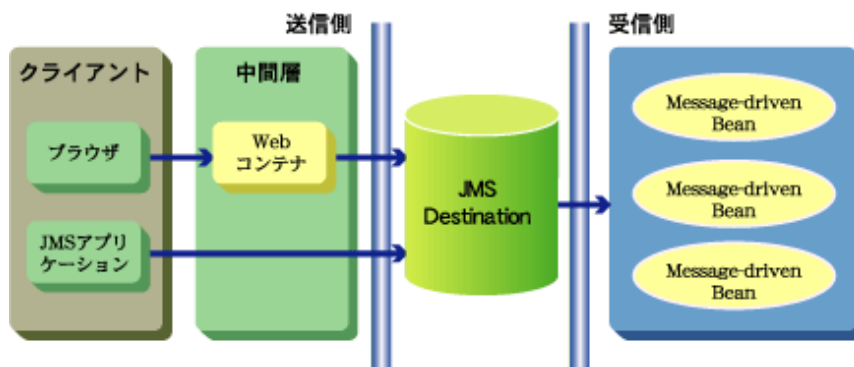 送信側
受信側
クライアント
中間層
ブラウザ
Web
コンテナ
JMSアプリ
ケーション
JMS
Destination
Message-driven
Bean
Message-driven
Bean
Message-driven
Bean